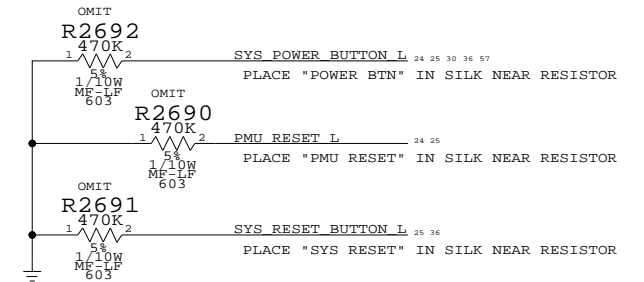 OMIT
R2692
470K
1 2
5%
1/10W
MF-LF
603
SYS_POWER_BUTTON_L 24 25 30 36 57
PLACE "POWER BTN" IN SILK NEAR RESISTOR
OMIT
R2690
470K
1 2
5%
1/10W
MF-LF
603
PMU_RESET_L 24 25
PLACE "PMU RESET" IN SILK NEAR RESISTOR
OMIT
R2691
470K
1 2
5%
1/10W
MF-LF
603
SYS_RESET_BUTTON_L 25 36
PLACE "SYS RESET" IN SILK NEAR RESISTOR